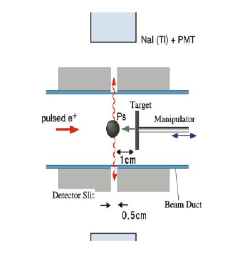 NaI (Tl) + PMT
Target
pulsed e⁺
Ps
Manipulator
1cm
Detector Slit
Beam Duct
0.5cm